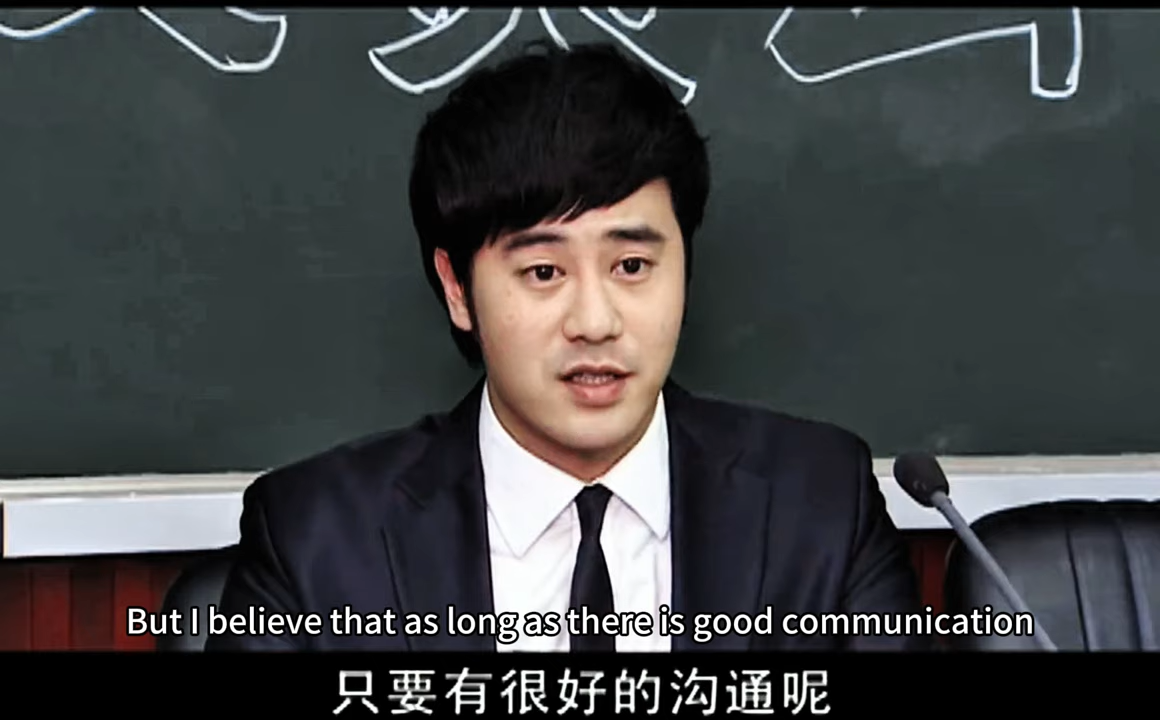 But I believe that as long as there is good communication
只要有很好的沟通呢